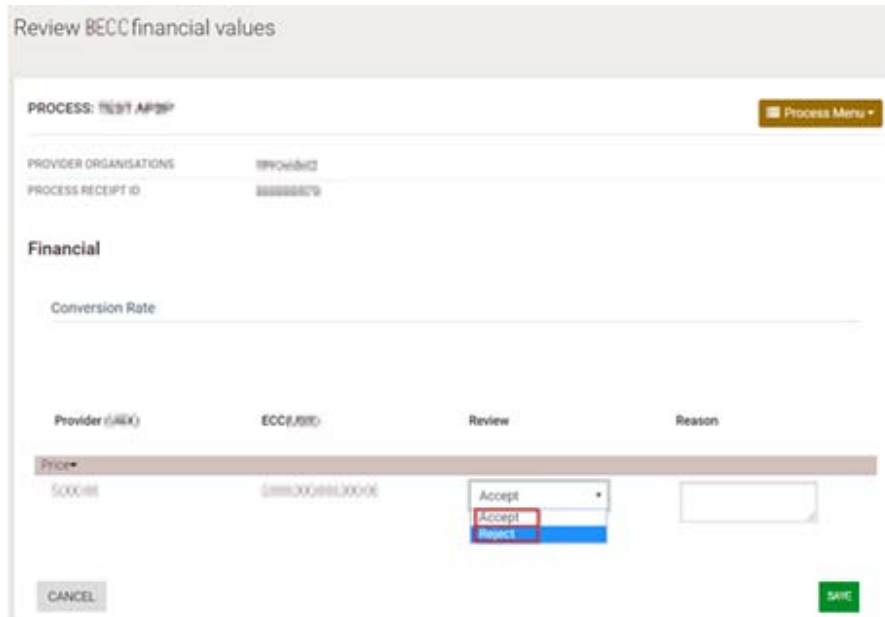 Review BECC financial values
PROCESS: TEST
Process Menu
PROVIDER ORGANISATIONS
PROCESS RECEIPT ID
Financial
Conversion Rate
Provider ECC Review Reason
Price
Accept
Accept
Reject
CANCEL SAVE